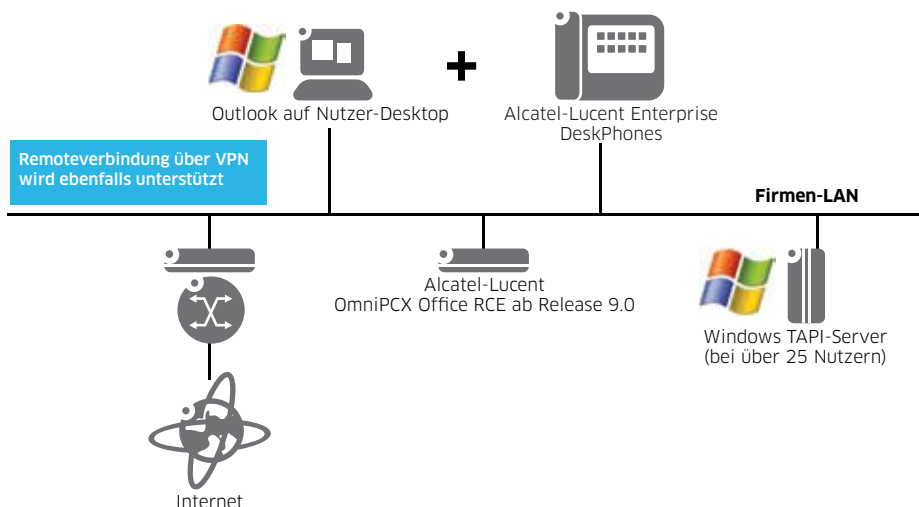 Outlook auf Nutzer-Desktop
Alcatel-Lucent Enterprise
DeskPhones
Remoteverbindung über VPN
wird ebenfalls unterstützt
Firmen-LAN
Alcatel-Lucent
OmniPCX Office RCE ab Release 9.0
Windows TAPI-Server
(bei über 25 Nutzern)
Internet